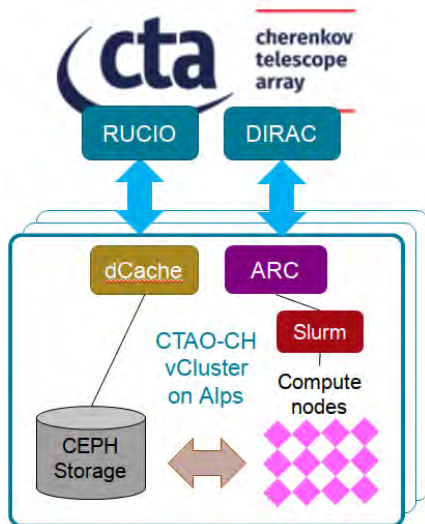 cta
cherenkov
telescope
array
RUCIO
DIRAC
dCache
ARC
Slurm
CTAO-CH
vCluster
on Alps
Compute
nodes
CEPH
Storage